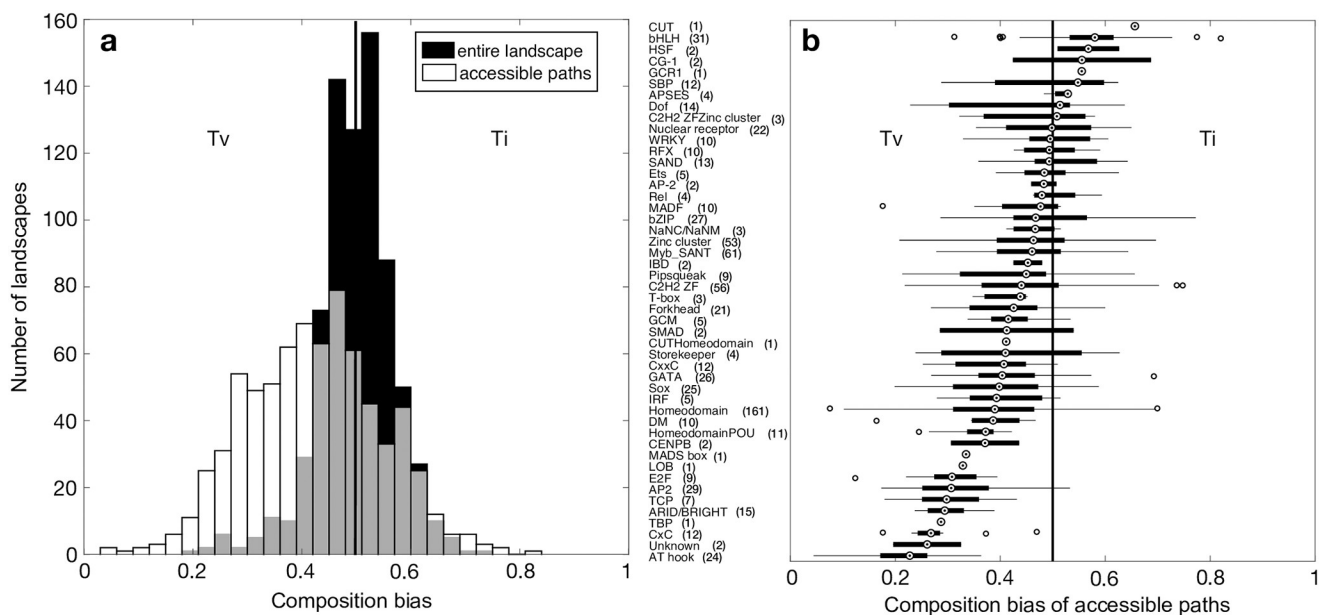 a
entire landscape
accessible paths
Tv
Ti
160
140
120
100
80
60
40
20
0
Number of landscapes
0
0.2
0.4
0.6
0.8
1
Composition bias
CUT (1)
bHLH (31)
HSF (2)
CG-1 (2)
GCR1 (1)
SBP (12)
APSES (4)
Dof (14)
C2H2 ZFZinc cluster (3)
Nuclear receptor (22)
WRKY (10)
RFX (10)
SAND (13)
Ets (5)
AP-2 (2)
Rel (4)
MADF (10)
bZIP (27)
NaNC/NaNM (3)
Zinc cluster (53)
Myb_SANT (61)
IBD (2)
Pipsqueak (9)
C2H2 ZF (56)
T-box (3)
Forkhead (21)
GCM (5)
SMAD (2)
CUTHomeodomain (1)
Storekeeper (4)
CxxC (12)
GATA (26)
Sox (25)
IRF (5)
Homeodomain (161)
DM (10)
HomeodomainPOU (11)
CENPB (2)
MADS box (1)
LOB (1)
E2F (9)
AP2 (29)
TCP (7)
ARID/BRIGHT (15)
TBP (1)
CxC (12)
Unknown (2)
AT hook (24)
b
Tv
Ti
0
0.2
0.4
0.6
0.8
1
Composition bias of accessible paths